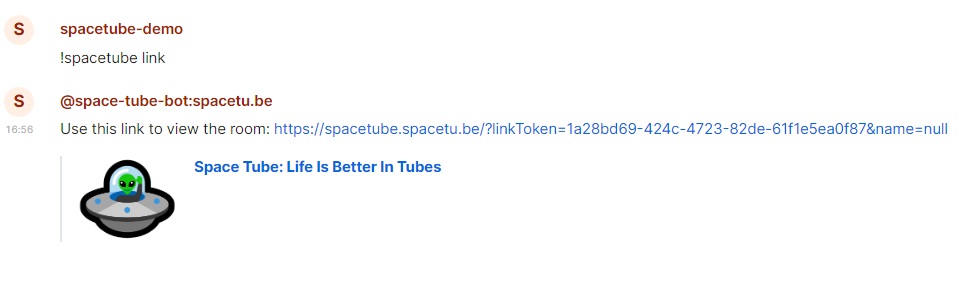 S
spacetube-demo
!spacetube link
S
@space-tube-bot:spacetu.be
16:56
Use this link to view the room: https://spacetube.spacetu.be/?linkToken=1a28bd69-424c-4723-82de-61f1e5ea0f87&name=null
Space Tube: Life Is Better In Tubes